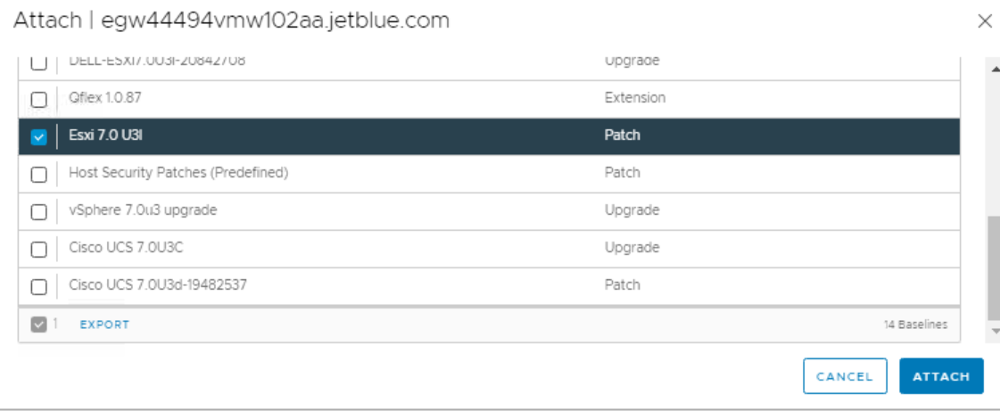 Attach | egw44494vmw102aa.jetblue.com
DELL-ESXi7.0U3l-20842708 Upgrade
Qflex 1.0.87 Extension
Esxi 7.0 U3l Patch
Host Security Patches (Predefined) Patch
vSphere 7.0u3 upgrade Upgrade
Cisco UCS 7.0U3C Upgrade
Cisco UCS 7.0U3d-19482537 Patch
1 EXPORT 14 Baselines
CANCEL ATTACH